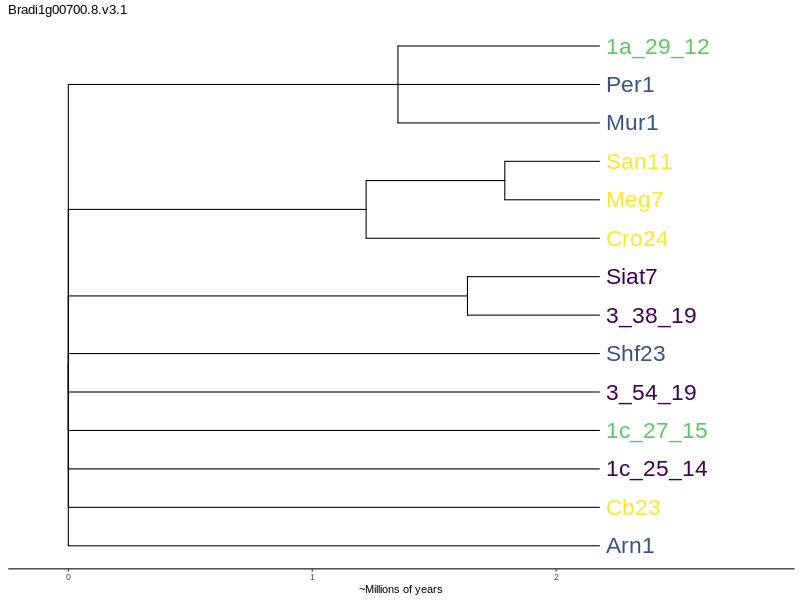 Bradi1g00700.8.v3.1
1a_29_12
Per1
Mur1
San11
Meg7
Cro24
Siat7
3_38_19
Shf23
3_54_19
1c_27_15
1c_25_14
Cb23
Arn1
0 1 2
~Millions of years